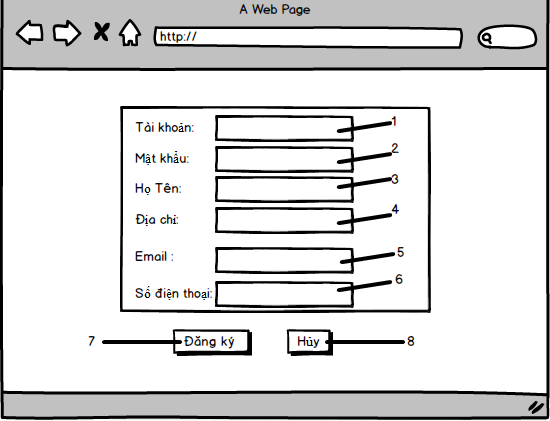 A Web Page
http://
Tài khoản: 1
Mật khẩu: 2
Họ Tên: 3
Địa chỉ: 4
Email : 5
Số điện thoại: 6
7 Đăng ký Hủy 8